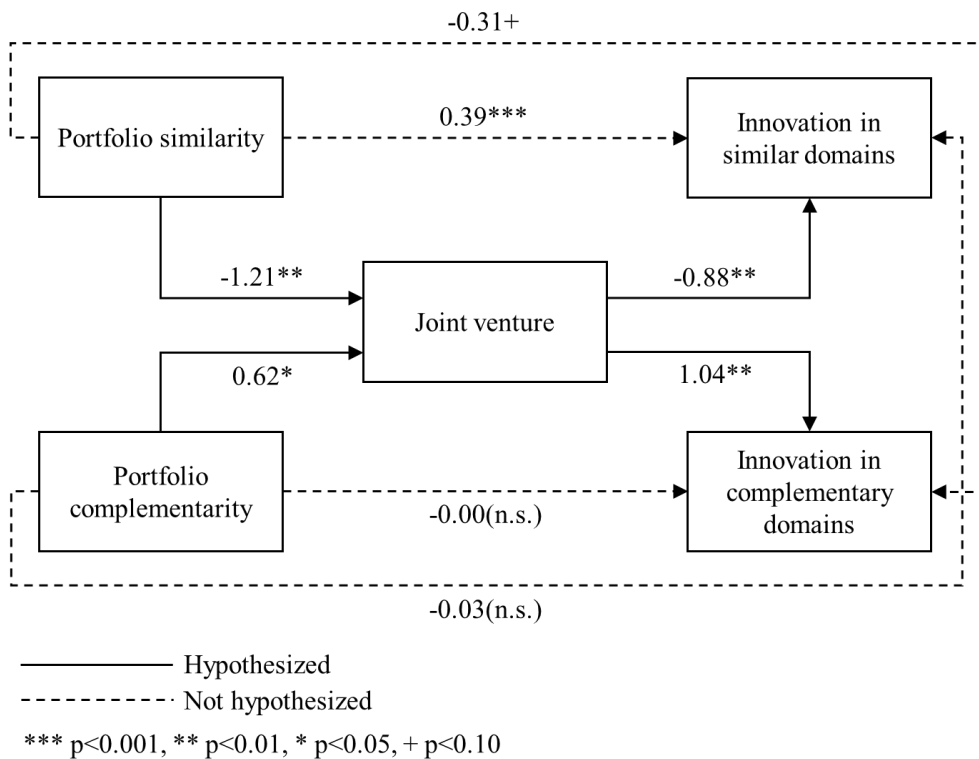 -0.31+
Portfolio similarity
0.39***
Innovation in
similar domains
-1.21**
-0.88**
Joint venture
0.62*
1.04**
Portfolio
complementarity
-0.00(n.s.)
Innovation in
complementary
domains
-0.03(n.s.)
Hypothesized
Not hypothesized
*** p<0.001, ** p<0.01, * p<0.05, + p<0.10